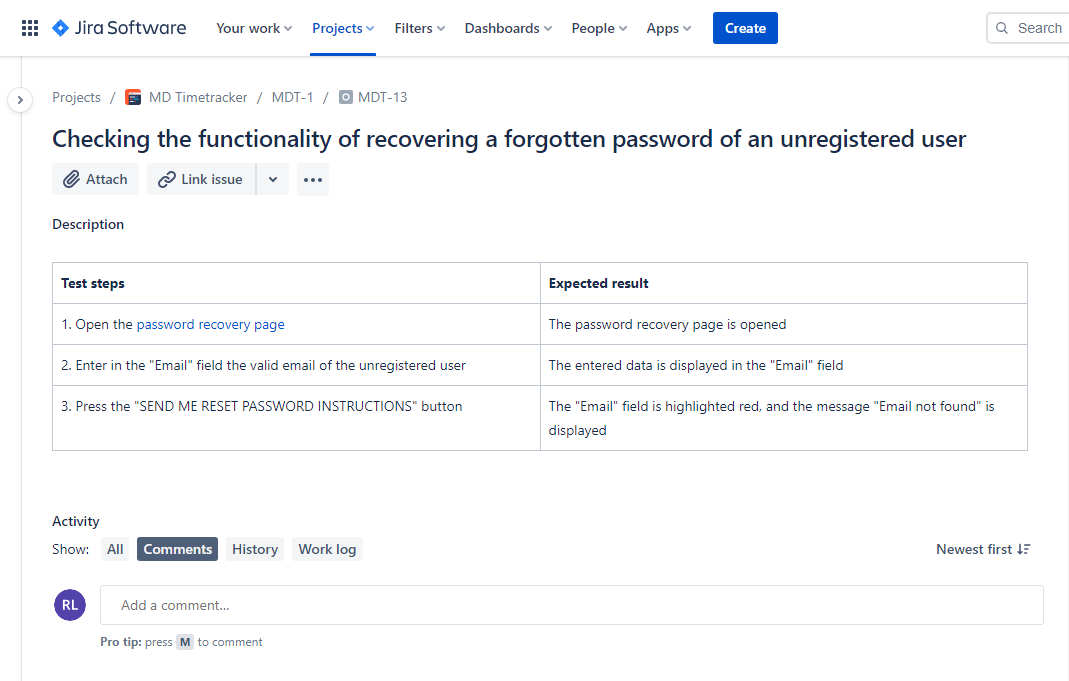 Jira Software Your work Projects Filters Dashboards People Apps Create Search
Projects / MD Timetracker / MDT-1 / MDT-13
Checking the functionality of recovering a forgotten password of an unregistered user
Attach Link issue
Description
Test steps Expected result
1. Open the password recovery page The password recovery page is opened
2. Enter in the "Email" field the valid email of the unregistered user The entered data is displayed in the "Email" field
3. Press the "SEND ME RESET PASSWORD INSTRUCTIONS" button The "Email" field is highlighted red, and the message "Email not found" is
displayed
Activity
Show: All Comments History Work log Newest first
RL Add a comment...
Pro tip: press M to comment